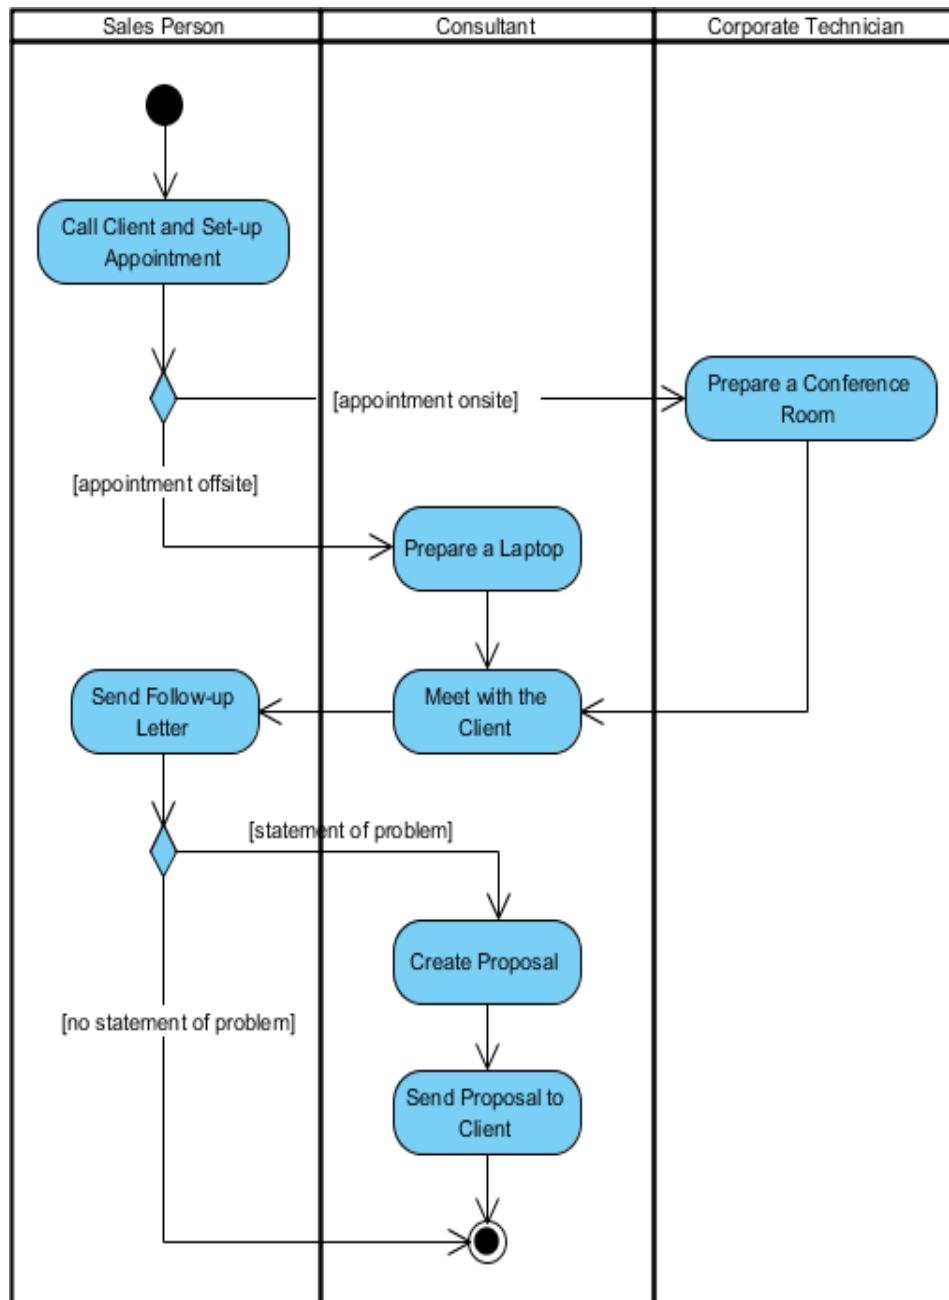 Sales Person
Consultant
Corporate Technician
Call Client and Set-up
Appointment
[appointment onsite]
Prepare a Conference
Room
[appointment offsite]
Prepare a Laptop
Send Follow-up
Letter
Meet with the
Client
[statement of problem]
Create Proposal
[no statement of problem]
Send Proposal to
Client